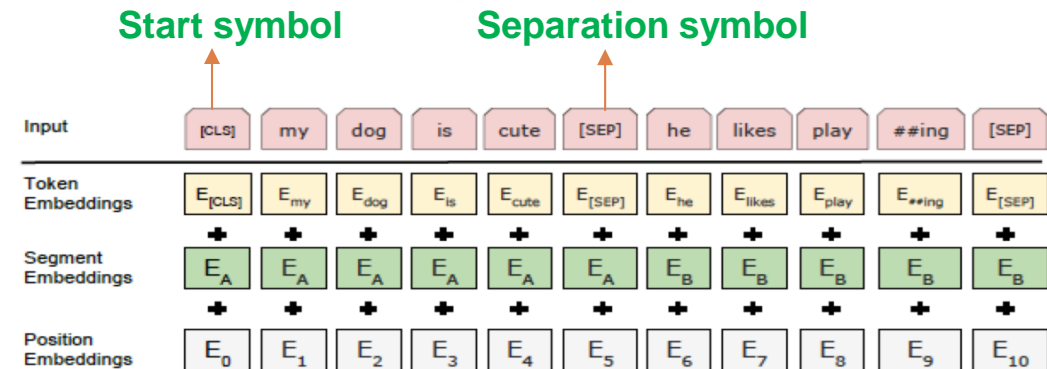 Start symbol Separation symbol
Input [CLS] my dog is cute [SEP] he likes play ##ing [SEP]
Token Embeddings E[CLS] Emy Edog Eis Ecute E[SEP] Ehe Elikes Eplay E##ing E[SEP]
+ + + + + + + + + + +
Segment Embeddings EA EA EA EA EA EA EB EB EB EB EB
+ + + + + + + + + + +
Position Embeddings E0 E1 E2 E3 E4 E5 E6 E7 E8 E9 E10